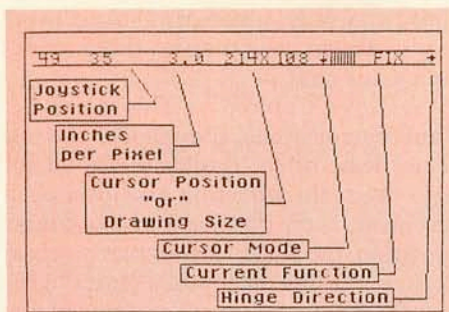 49 35 3.0 214X108 ↓ FIX →
Joystick
Position
Inches
per Pixel
Cursor Position
"or"
Drawing Size
Cursor Mode
Current Function
Hinge Direction